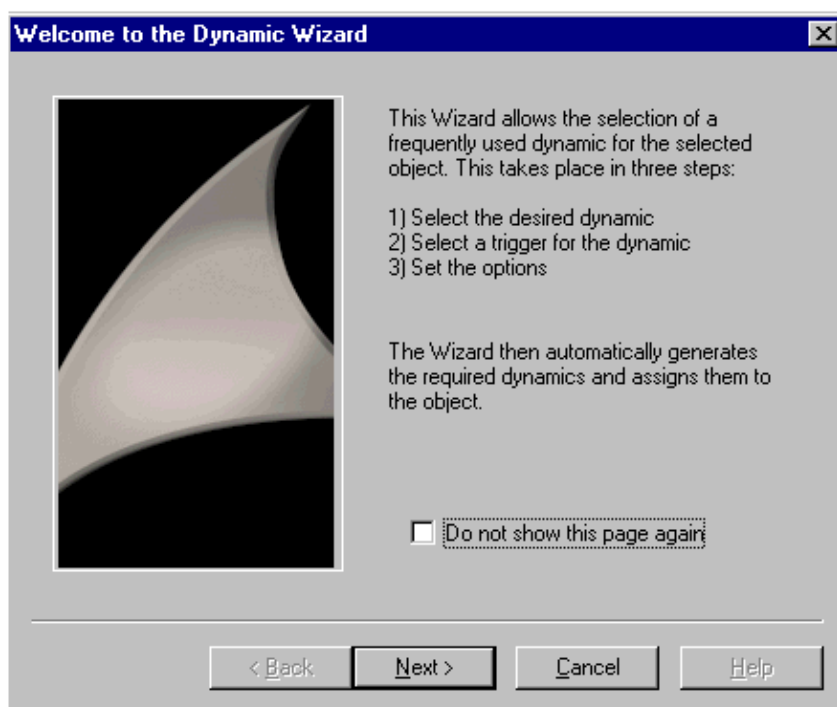 Welcome to the Dynamic Wizard
This Wizard allows the selection of a
frequently used dynamic for the selected
object. This takes place in three steps:
1) Select the desired dynamic
2) Select a trigger for the dynamic
3) Set the options
The Wizard then automatically generates
the required dynamics and assigns them to
the object.
Do not show this page again
< Back
Next >
Cancel
Help